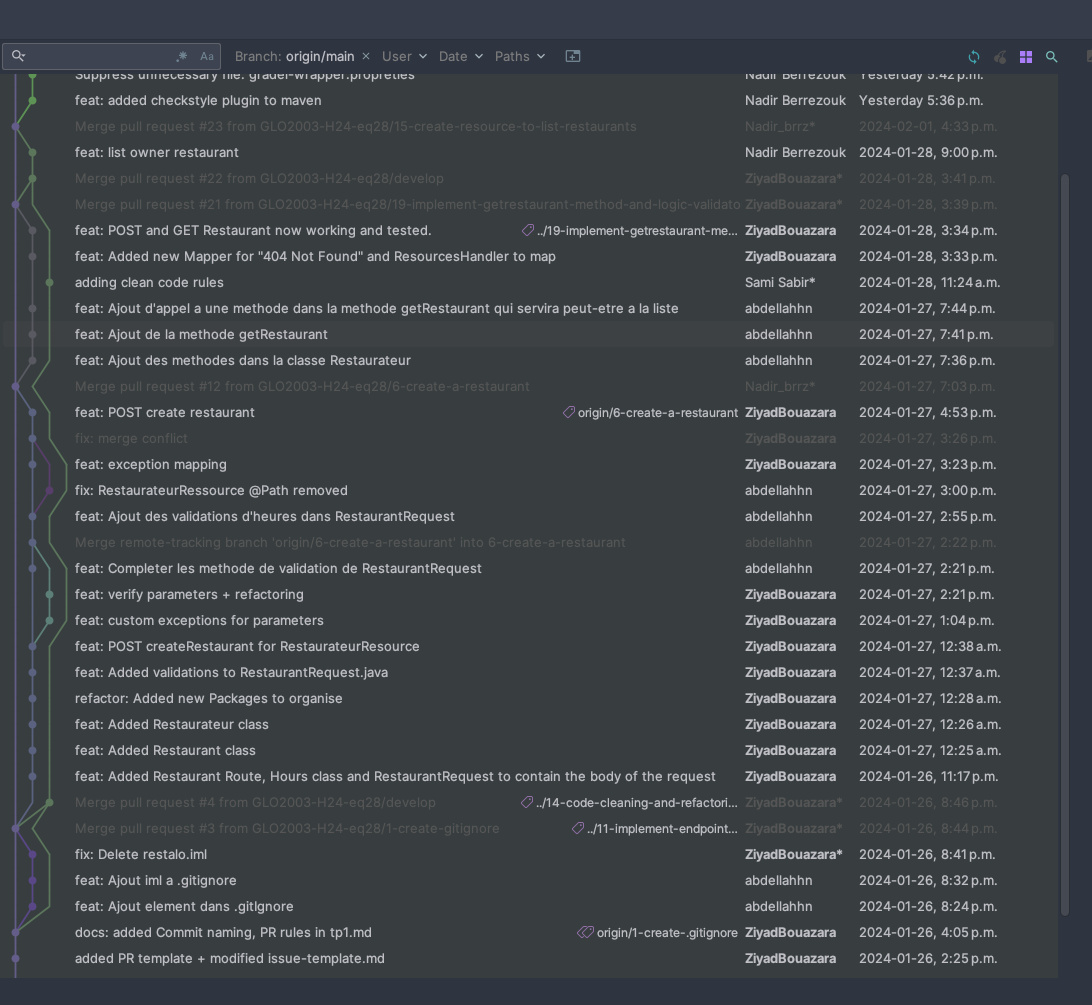 Aa Branch: origin/main × User Date Paths
Suppress unnecessary file: gradel-wrapper.propreties Nadir Berrezouk Yesterday 5:42 p.m.
feat: added checkstyle plugin to maven Nadir Berrezouk Yesterday 5:36 p.m.
Merge pull request #23 from GLO2003-H24-eq28/15-create-resource-to-list-restaurants Nadir_brrz* 2024-02-01, 4:33 p.m.
feat: list owner restaurant Nadir Berrezouk 2024-01-28, 9:00 p.m.
Merge pull request #22 from GLO2003-H24-eq28/develop ZiyadBouazara* 2024-01-28, 3:41 p.m.
Merge pull request #21 from GLO2003-H24-eq28/19-implement-getrestaurant-method-and-logic-validato ZiyadBouazara* 2024-01-28, 3:39 p.m.
feat: POST and GET Restaurant now working and tested. ../19-implement-getrestaurant-me... ZiyadBouazara 2024-01-28, 3:34 p.m.
feat: Added new Mapper for "404 Not Found" and ResourcesHandler to map ZiyadBouazara 2024-01-28, 3:33 p.m.
adding clean code rules Sami Sabir* 2024-01-28, 11:24 a.m.
feat: Ajout d'appel a une methode dans la methode getRestaurant qui servira peut-etre a la liste abdellahhn 2024-01-27, 7:44 p.m.
feat: Ajout de la methode getRestaurant abdellahhn 2024-01-27, 7:41 p.m.
feat: Ajout des methodes dans la classe Restaurateur abdellahhn 2024-01-27, 7:36 p.m.
Merge pull request #12 from GLO2003-H24-eq28/6-create-a-restaurant Nadir_brrz* 2024-01-27, 7:03 p.m.
feat: POST create restaurant origin/6-create-a-restaurant ZiyadBouazara 2024-01-27, 4:53 p.m.
fix: merge conflict ZiyadBouazara 2024-01-27, 3:26 p.m.
feat: exception mapping ZiyadBouazara 2024-01-27, 3:23 p.m.
fix: RestaurateurRessource @Path removed abdellahhn 2024-01-27, 3:00 p.m.
feat: Ajout des validations d'heures dans RestaurantRequest abdellahhn 2024-01-27, 2:55 p.m.
Merge remote-tracking branch 'origin/6-create-a-restaurant' into 6-create-a-restaurant abdellahhn 2024-01-27, 2:22 p.m.
feat: Completer les methode de validation de RestaurantRequest abdellahhn 2024-01-27, 2:21 p.m.
feat: verify parameters + refactoring ZiyadBouazara 2024-01-27, 2:21 p.m.
feat: custom exceptions for parameters ZiyadBouazara 2024-01-27, 1:04 p.m.
feat: POST createRestaurant for RestaurateurResource ZiyadBouazara 2024-01-27, 12:38 a.m.
feat: Added validations to RestaurantRequest.java ZiyadBouazara 2024-01-27, 12:37 a.m.
refactor: Added new Packages to organise ZiyadBouazara 2024-01-27, 12:28 a.m.
feat: Added Restaurateur class ZiyadBouazara 2024-01-27, 12:26 a.m.
feat: Added Restaurant class ZiyadBouazara 2024-01-27, 12:25 a.m.
feat: Added Restaurant Route, Hours class and RestaurantRequest to contain the body of the request ZiyadBouazara 2024-01-26, 11:17 p.m.
Merge pull request #4 from GLO2003-H24-eq28/develop ../14-code-cleaning-and-refactori... ZiyadBouazara* 2024-01-26, 8:46 p.m.
Merge pull request #3 from GLO2003-H24-eq28/1-create-gitignore ../11-implement-endpoint... ZiyadBouazara* 2024-01-26, 8:44 p.m.
fix: Delete restalo.iml ZiyadBouazara* 2024-01-26, 8:41 p.m.
feat: Ajout iml a .gitignore abdellahhn 2024-01-26, 8:32 p.m.
feat: Ajout element dans .gitIgnore abdellahhn 2024-01-26, 8:24 p.m.
docs: added Commit naming, PR rules in tp1.md origin/1-create-.gitignore ZiyadBouazara 2024-01-26, 4:05 p.m.
added PR template + modified issue-template.md ZiyadBouazara 2024-01-26, 2:25 p.m.